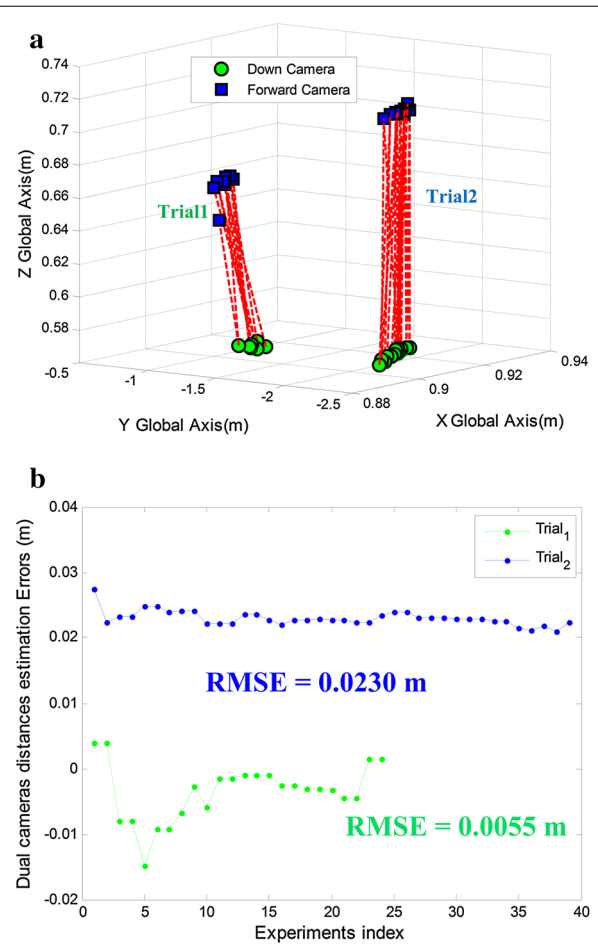 a
0.74
0.72
0.7
0.68
0.66
0.64
0.62
0.6
0.58
Z Global Axis(m)
Down Camera
Forward Camera
Trial1
Trial2
-0.5
-1
-1.5
-2
-2.5
Y Global Axis(m)
0.88
0.9
0.92
0.94
X Global Axis(m)
b
0.04
0.03
0.02
0.01
0
-0.01
-0.02
Dual cameras distances estimation Errors (m)
Trial1
Trial2
RMSE = 0.0230 m
RMSE = 0.0055 m
0 5 10 15 20 25 30 35 40
Experiments index